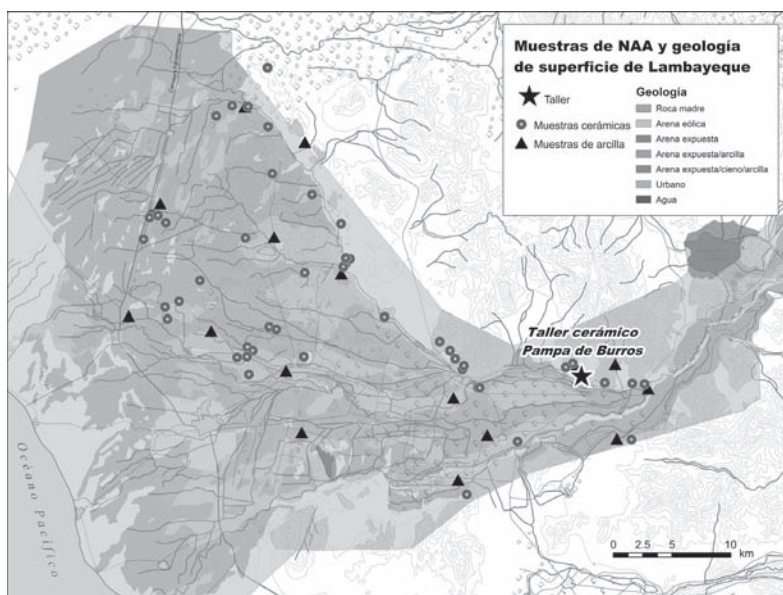 Muestras de NAA y geología
de superficie de Lambayeque
Taller
Muestras cerámicas
Muestras de arcilla
Geología
Roca madre
Arena eólica
Arena expuesta
Arena expuesta/arcilla
Arena expuesta/cieno/arcilla
Urbano
Agua
Taller cerámico
Pampa de Burros
Océano pacífico
0 2.5 5 10
km